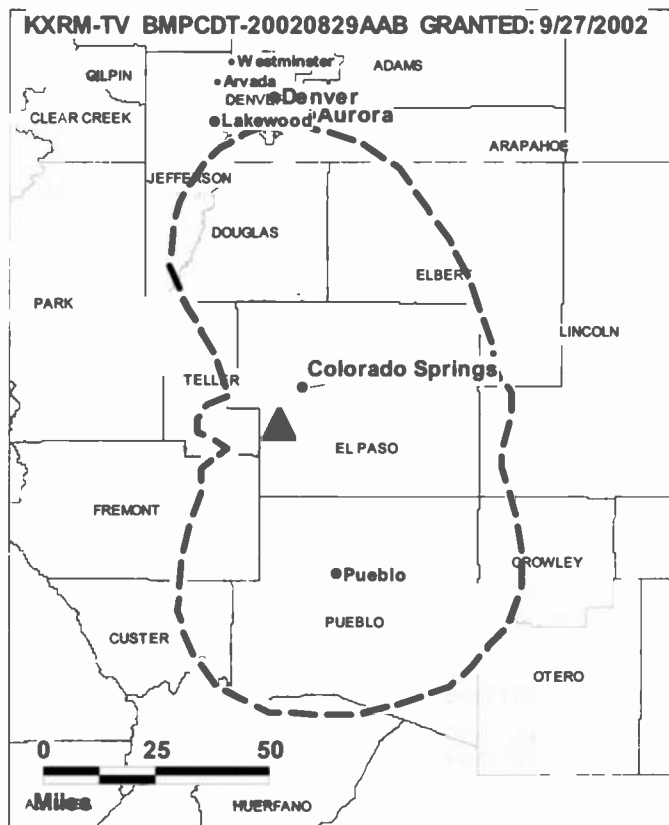 KXRM-TV BMPCDT-20020829AAB GRANTED: 9/27/2002
Westminster
ADAMS
GILPIN
Arvada
DENVER
Denver
CLEAR CREEK
Lakewood
Aurora
ARAPAHOE
JEFFERSON
DOUGLAS
ELBERT
PARK
LINCOLN
Colorado Springs
TELLER
EL PASO
FREMONT
CROWLEY
Pueblo
PUEBLO
CUSTER
OTERO
0 25 50
Miles
HUERFANO